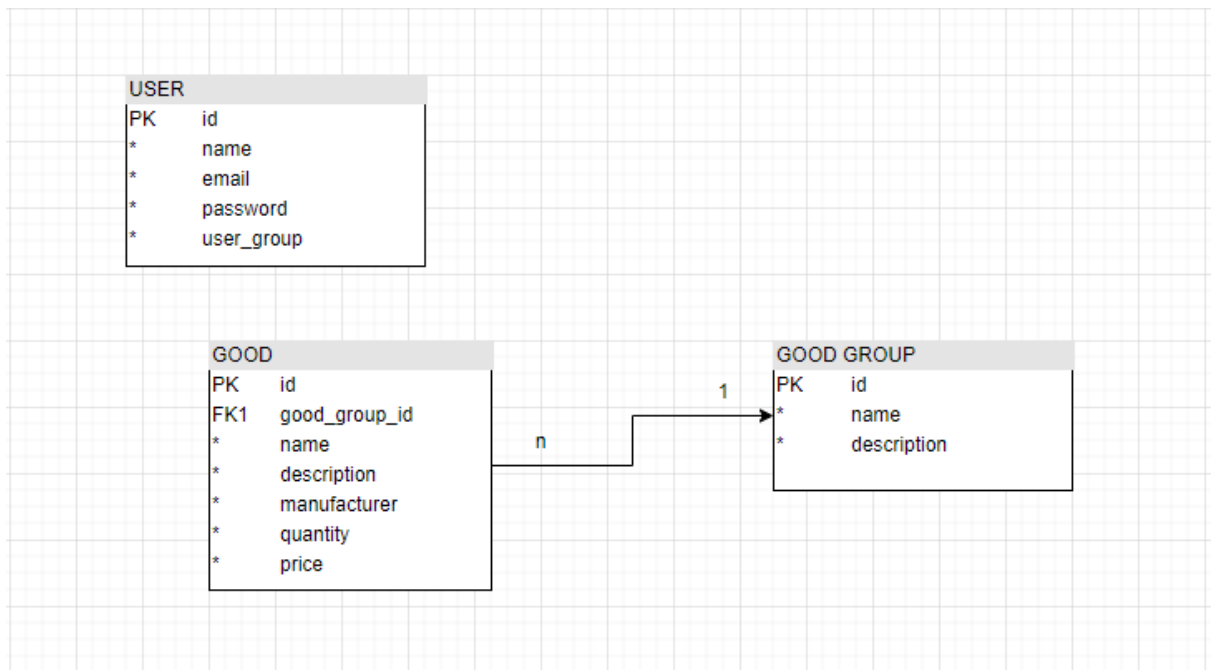 USER
PK id
* name
* email
* password
* user_group
GOOD
PK id
FK1 good_group_id
* name
* description
* manufacturer
* quantity
* price
n
1
GOOD GROUP
PK id
* name
* description